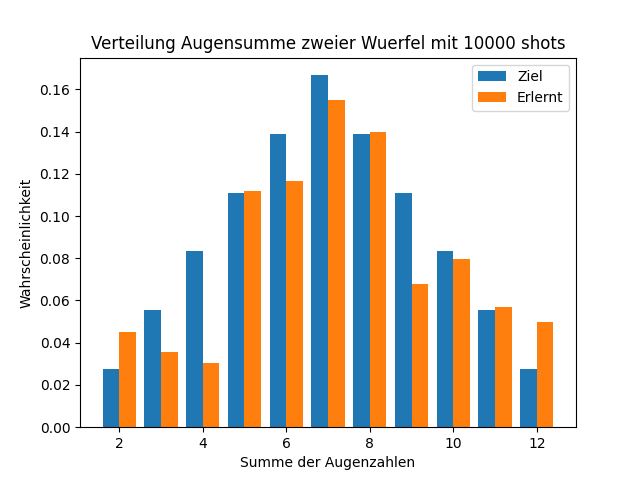 Verteilung Augensumme zweier Wuerfel mit 10000 shots
Ziel
Erlernt
Wahrscheinlichkeit
0.16
0.14
0.12
0.10
0.08
0.06
0.04
0.02
0.00
2 4 6 8 10 12
Summe der Augenzahlen